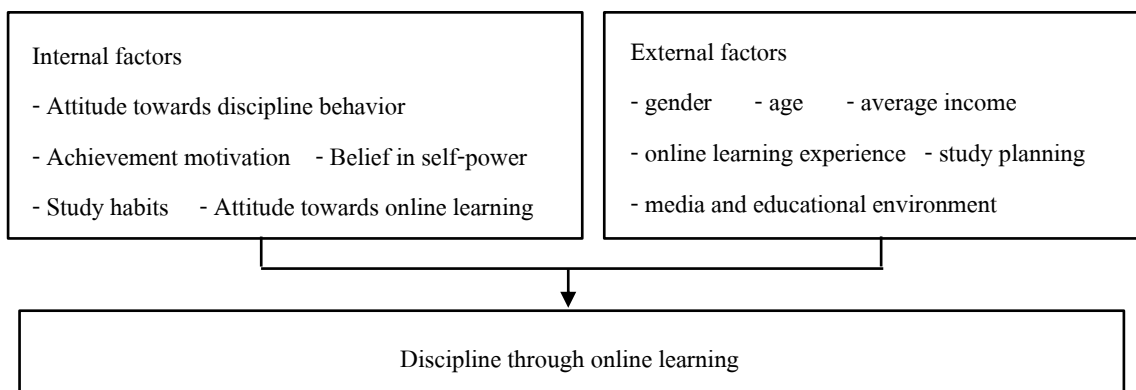 Internal factors
- Attitude towards discipline behavior
- Achievement motivation - Belief in self-power
- Study habits - Attitude towards online learning
External factors
- gender - age - average income
- online learning experience - study planning
- media and educational environment
Discipline through online learning